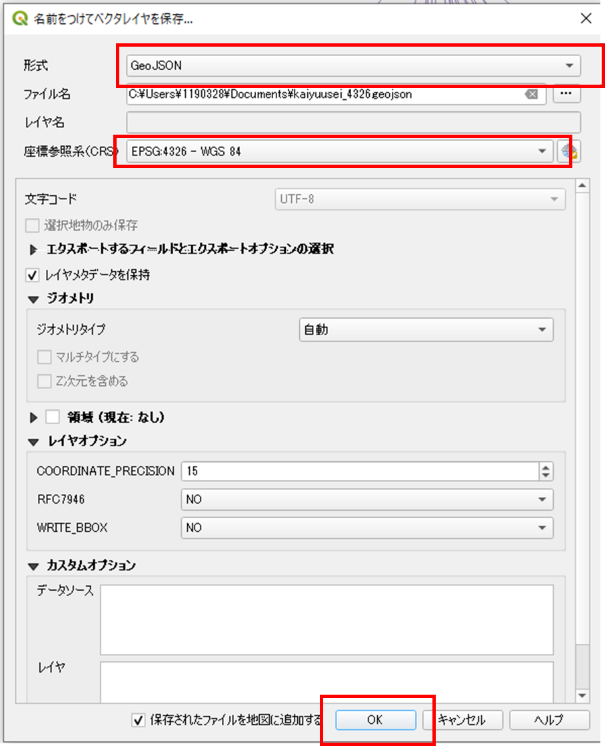 名前をつけてベクタレイヤを保存...
形式 GeoJSON
ファイル名 C:¥Users¥1190328¥Documents¥kaiyuusei_4326.geojson ...
レイヤ名
座標参照系(CRS) EPSG:4326 - WGS 84
文字コード UTF-8
選択地物のみ保存
エクスポートするフィールドとエクスポートオプションの選択
レイヤメタデータを保持
ジオメトリ
ジオメトリタイプ 自動
マルチタイプにする
Z次元を含める
領域 (現在: なし)
レイヤオプション
COORDINATE_PRECISION 15
RFC7946 NO
WRITE_BBOX NO
カスタムオプション
データソース
レイヤ
保存されたファイルを地図に追加する OK キャンセル ヘルプ